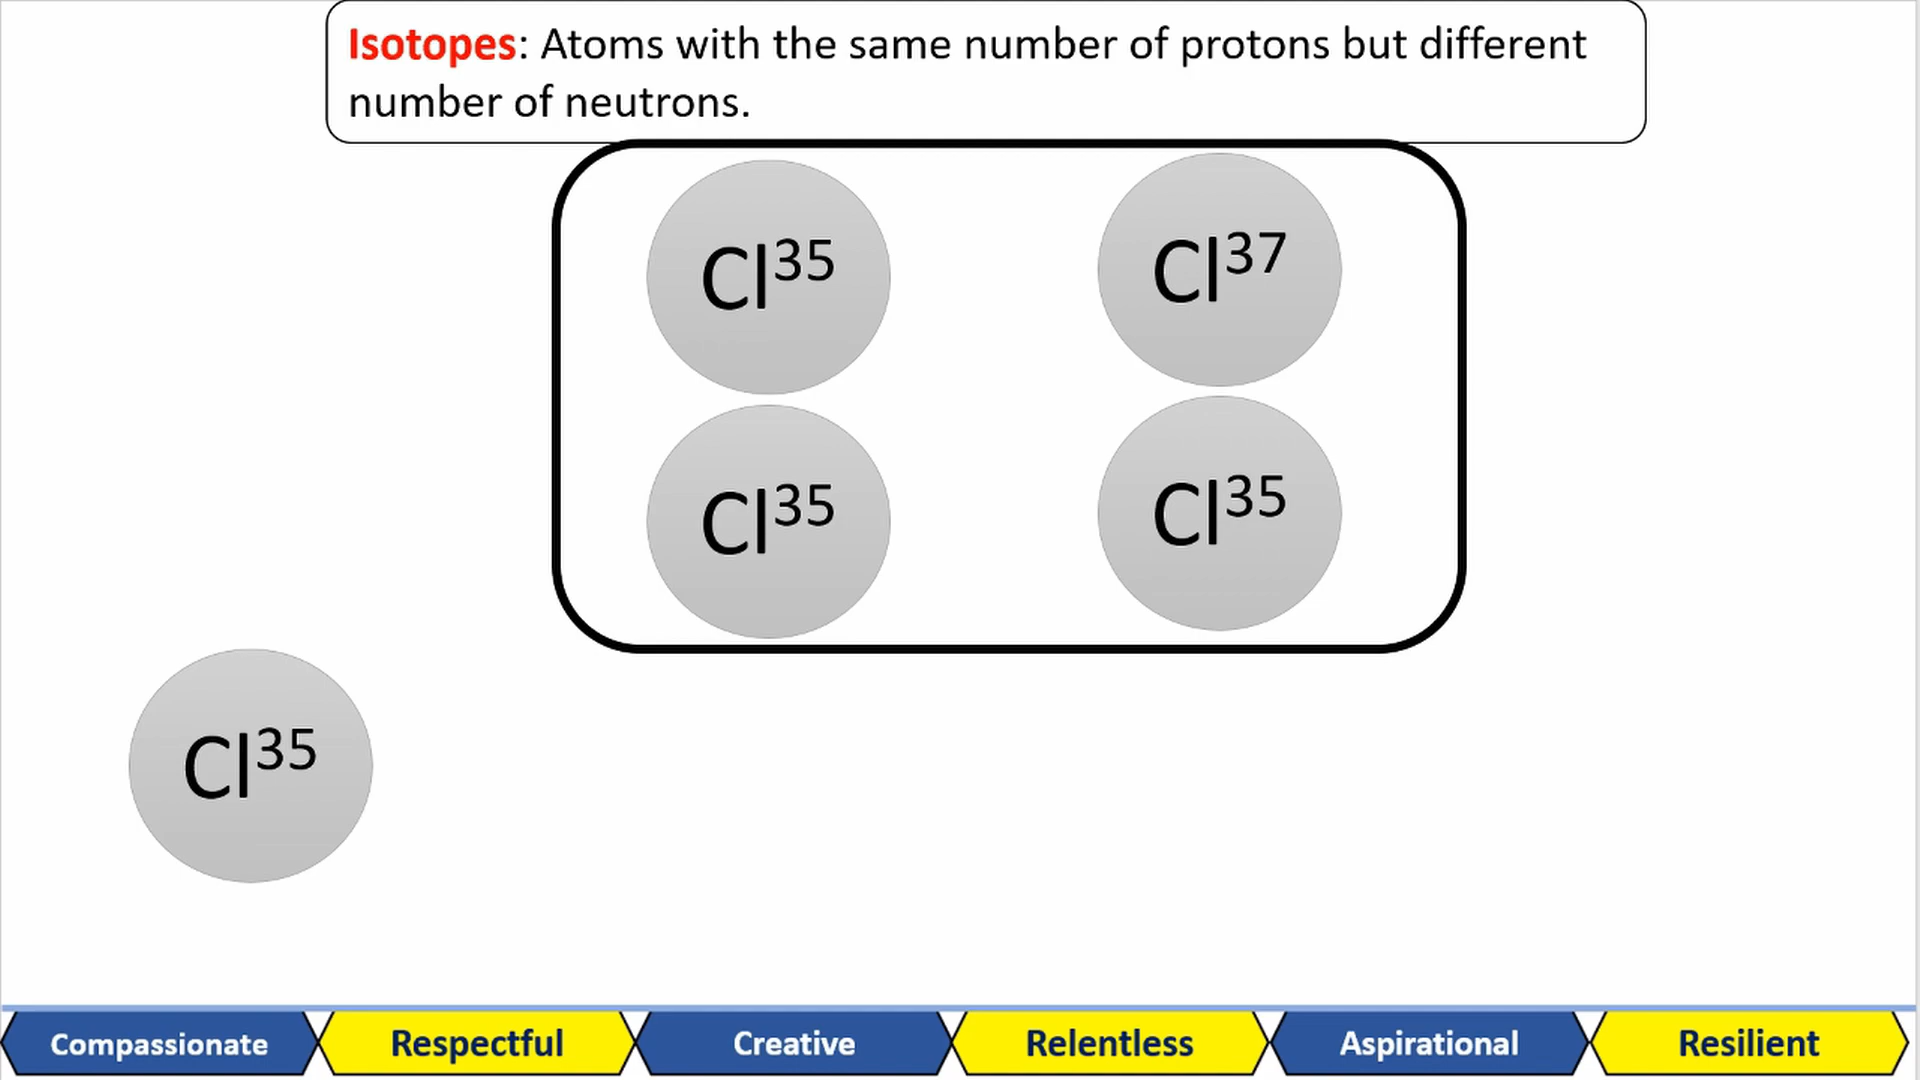 Isotopes: Atoms with the same number of protons but different
number of neutrons.
Cl³⁵
Cl³⁷
Cl³⁵
Cl³⁵
Cl³⁵
Compassionate
Respectful
Creative
Relentless
Aspirational
Resilient